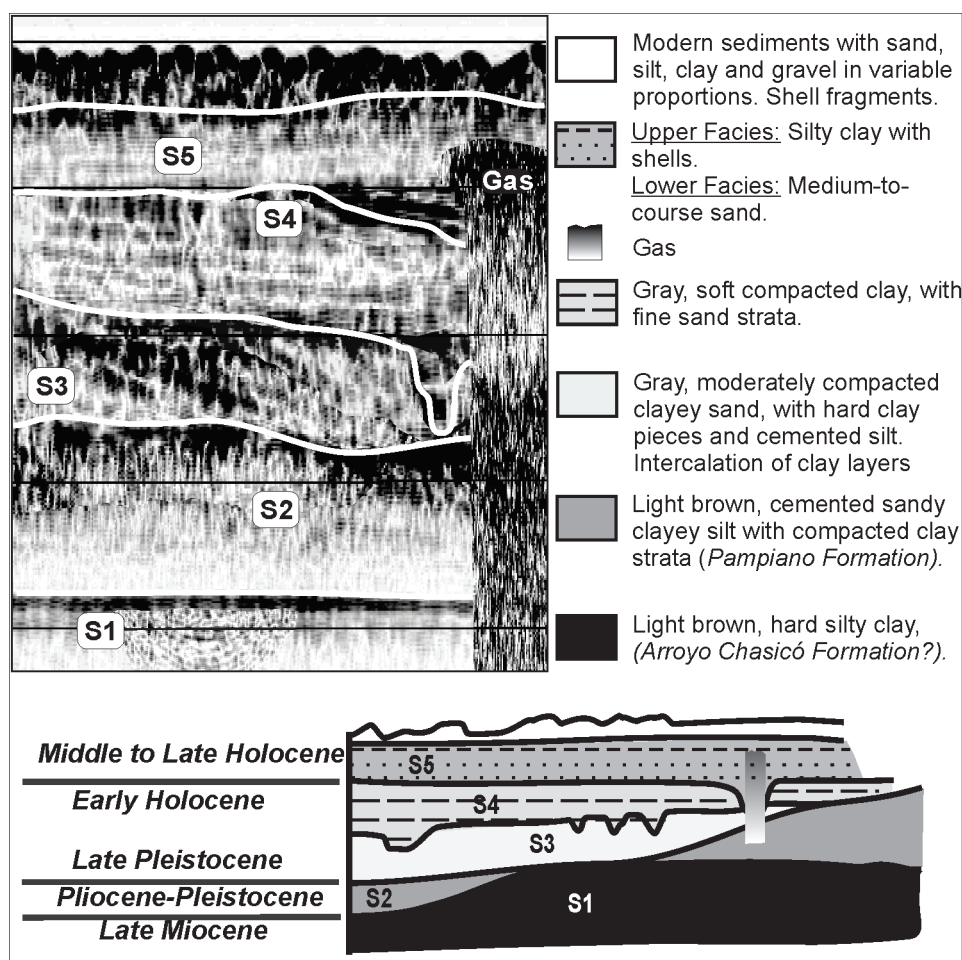 S5
Gas
S4
S3
S2
S1
Modern sediments with sand,
silt, clay and gravel in variable
proportions. Shell fragments.
Upper Facies: Silty clay with
shells.
Lower Facies: Medium-to-
course sand.
Gas
Gray, soft compacted clay, with
fine sand strata.
Gray, moderately compacted
clayey sand, with hard clay
pieces and cemented silt.
Intercalation of clay layers
Light brown, cemented sandy
clayey silt with compacted clay
strata (Pampiano Formation).
Light brown, hard silty clay,
(Arroyo Chasicó Formation?).
Middle to Late Holocene
Early Holocene
Late Pleistocene
Pliocene-Pleistocene
Late Miocene
S5
S4
S3
S2
S1